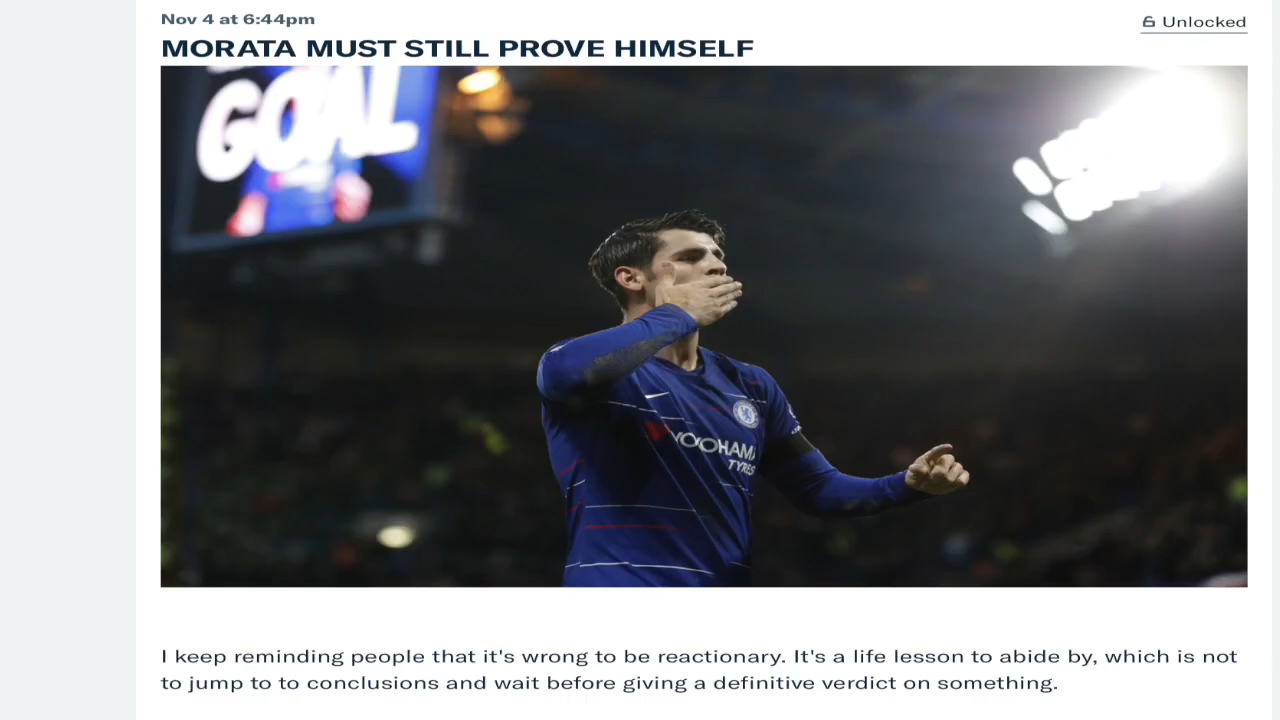 Nov 4 at 6:44pm
Unlocked
MORATA MUST STILL PROVE HIMSELF
GOAL
YOKOHAMA
TYRES
I keep reminding people that it's wrong to be reactionary. It's a life lesson to abide by, which is not
to jump to to conclusions and wait before giving a definitive verdict on something.